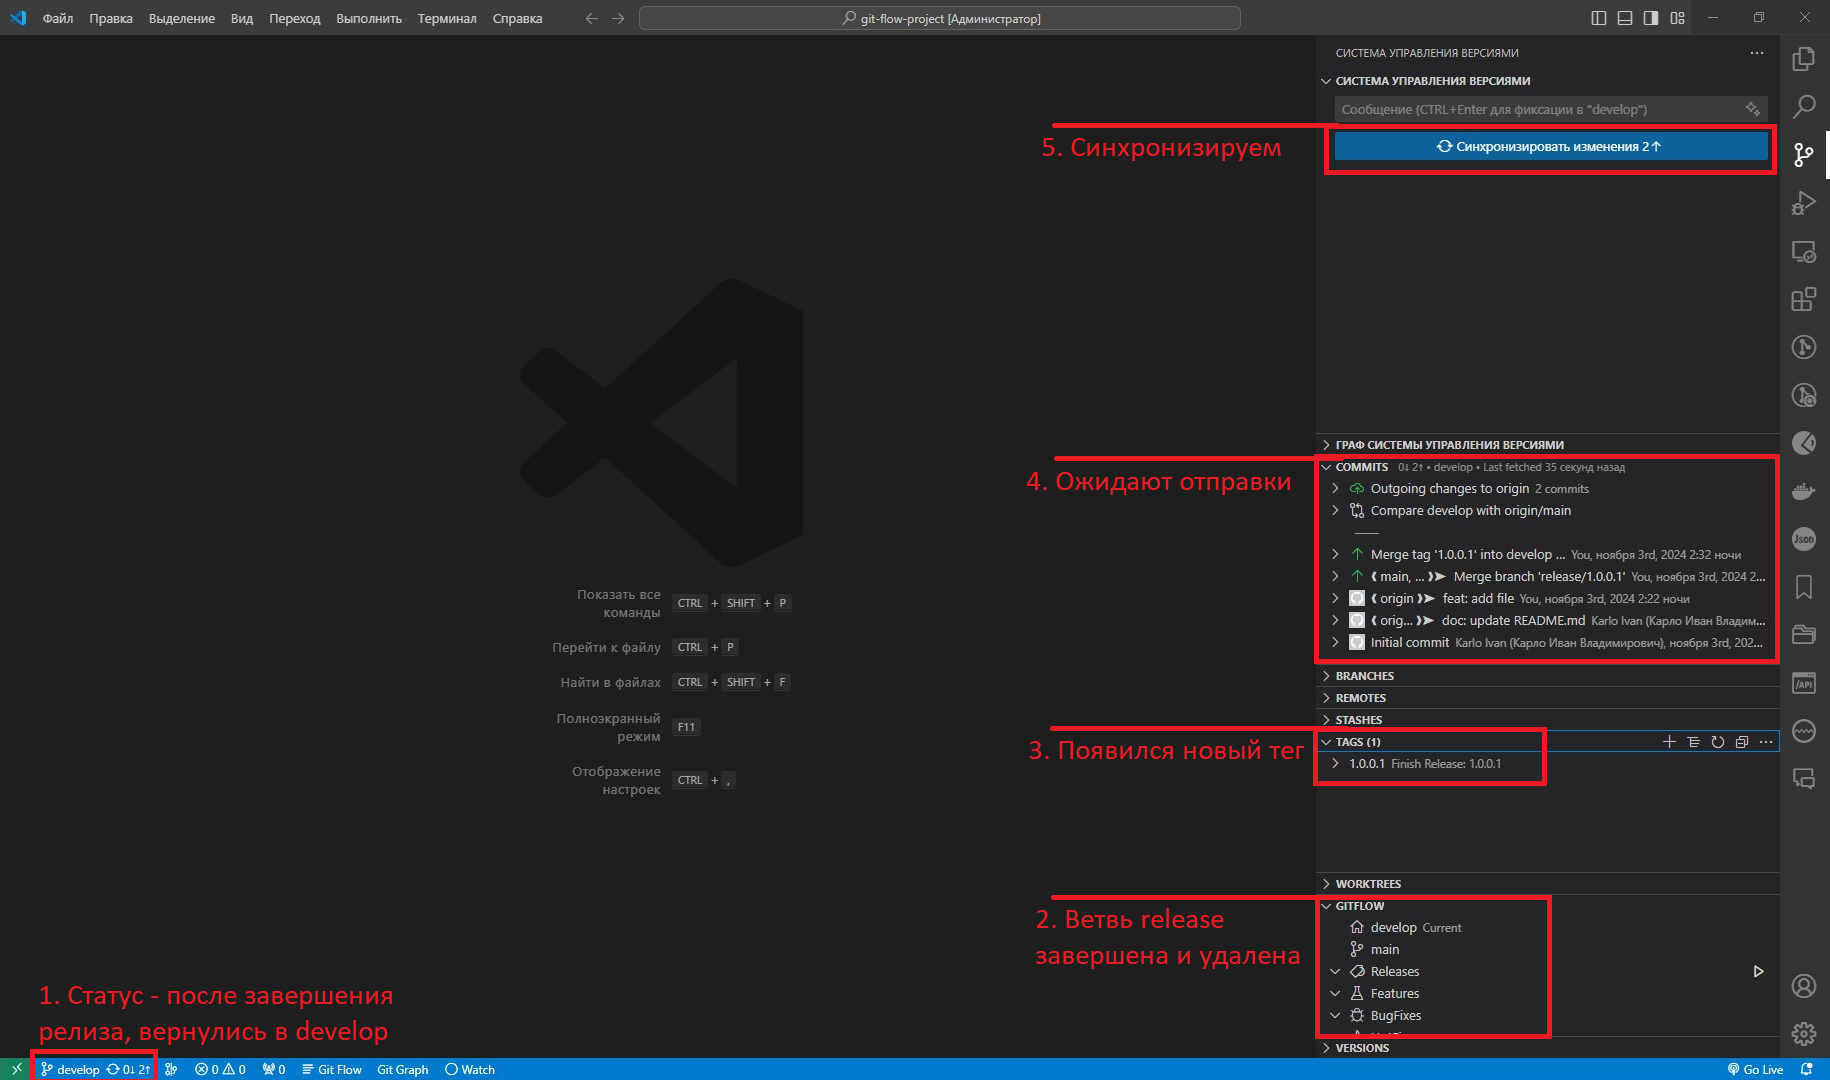 Файл Правка Выделение Вид Переход Выполнить Терминал Справка
git-flow-project [Администратор]
СИСТЕМА УПРАВЛЕНИЯ ВЕРСИЯМИ
СИСТЕМА УПРАВЛЕНИЯ ВЕРСИЯМИ
Сообщение (CTRL+Enter для фиксации в "develop")
5. Синхронизируем
Синхронизировать изменения 2↑
ГРАФ СИСТЕМЫ УПРАВЛЕНИЯ ВЕРСИЯМИ
4. Ожидают отправки
COMMITS 0↓ 2↑ • develop • Last fetched 35 секунд назад
Outgoing changes to origin 2 commits
Compare develop with origin/main
Merge tag '1.0.0.1' into develop ... You, ноября 3rd, 2024 2:32 ночи
❰ main, ... ❱➤ Merge branch 'release/1.0.0.1' You, ноября 3rd, 2024 2...
❰ origin ❱➤ feat: add file You, ноября 3rd, 2024 2:22 ночи
❰ orig... ❱➤ doc: update README.md Karlo Ivan (Карло Иван Владим...
Initial commit Karlo Ivan (Карло Иван Владимирович), ноября 3rd, 202...
BRANCHES
REMOTES
STASHES
3. Появился новый тег
TAGS (1)
1.0.0.1 Finish Release: 1.0.0.1
WORKTREES
2. Ветвь release
завершена и удалена
GITFLOW
develop Current
main
Releases
Features
BugFixes
VERSIONS
Показать все
команды
CTRL + SHIFT + P
Перейти к файлу CTRL + P
Найти в файлах CTRL + SHIFT + F
Полноэкранный
режим
F11
Отображение
настроек
CTRL + ,
Json
/API
1. Статус - после завершения
релиза, вернулись в develop
develop 0↓ 2↑ 0 0 0 Git Flow Git Graph Watch Go Live